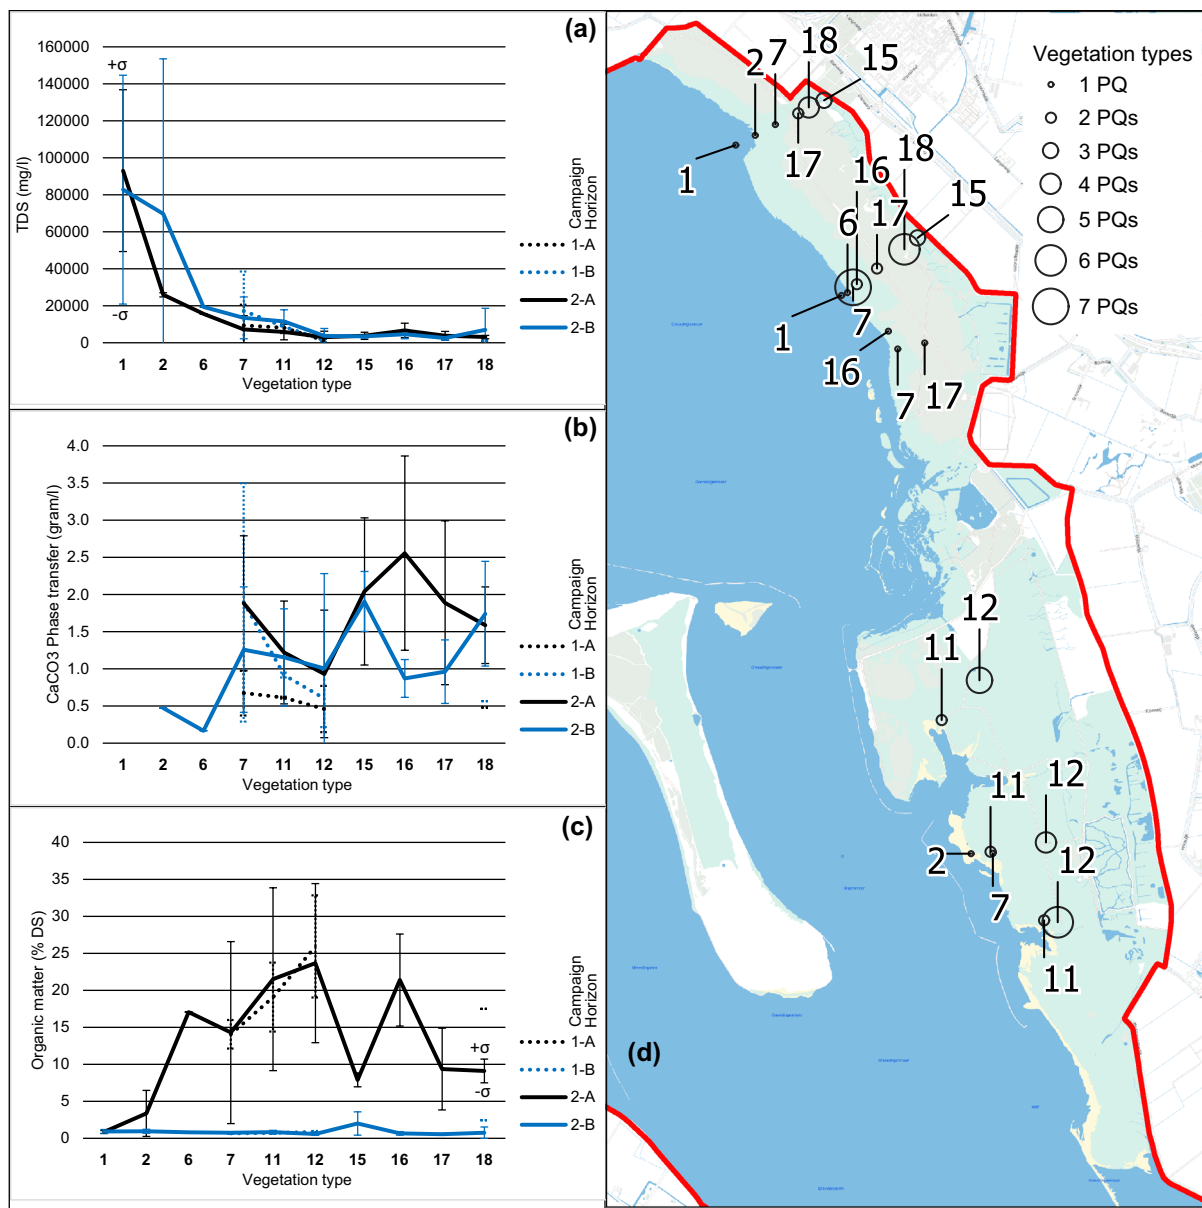 (a)
160000
140000
120000
100000
80000
60000
40000
20000
0
TDS (mg/l)
+σ
-σ
1 2 6 7 11 12 15 16 17 18
Vegetation type
Campaign
Horizon
1-A
1-B
2-A
2-B
(b)
4.0
3.5
3.0
2.5
2.0
1.5
1.0
0.5
0.0
CaCO3 Phase transfer (gram/l)
1 2 6 7 11 12 15 16 17 18
Vegetation type
Campaign
Horizon
1-A
1-B
2-A
2-B
(c)
40
35
30
25
20
15
10
5
0
Organic matter (% DS)
+σ
-σ
1 2 6 7 11 12 15 16 17 18
Vegetation type
Campaign
Horizon
1-A
1-B
2-A
2-B
(d)
Vegetation types
1 PQ
2 PQs
3 PQs
4 PQs
5 PQs
6 PQs
7 PQs
2 7 18 15
1 17 18
16 15
6 17
1 7
16
7 17
12
11
11 12
2 7 12
11